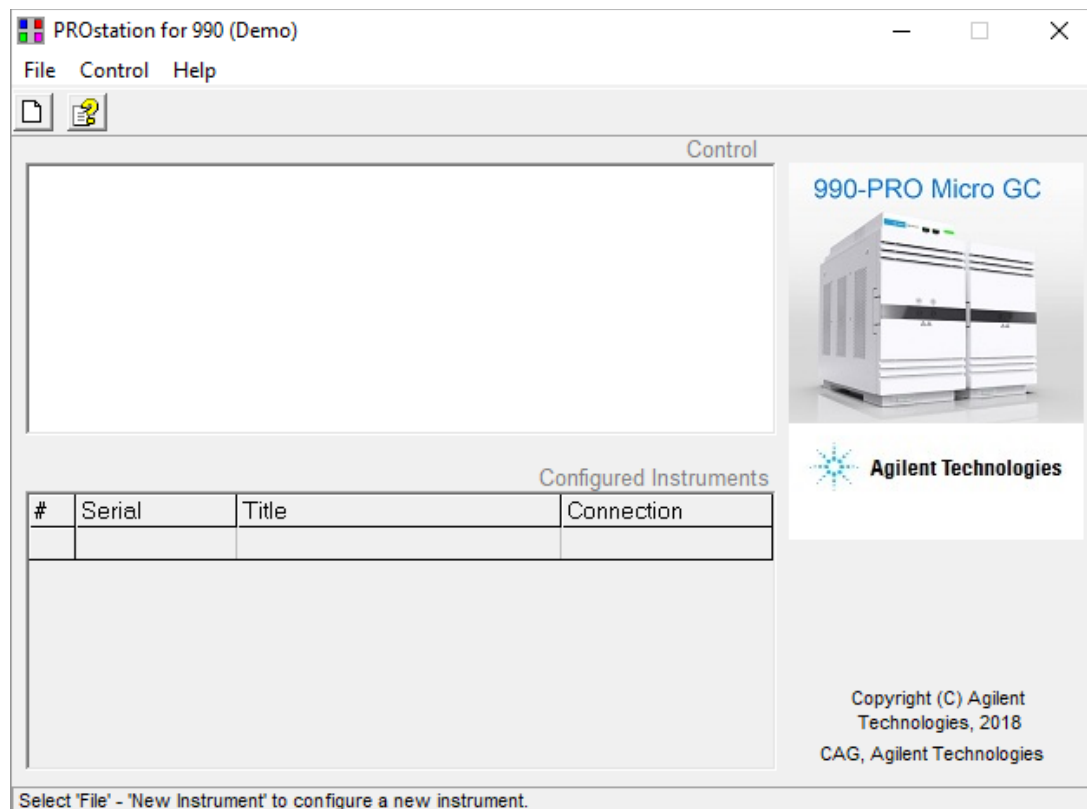 PROstation for 990 (Demo)
File Control Help
Control
990-PRO Micro GC
Agilent Technologies
Configured Instruments
# Serial Title Connection
Copyright (C) Agilent
Technologies, 2018
CAG, Agilent Technologies
Select 'File' - 'New Instrument' to configure a new instrument.